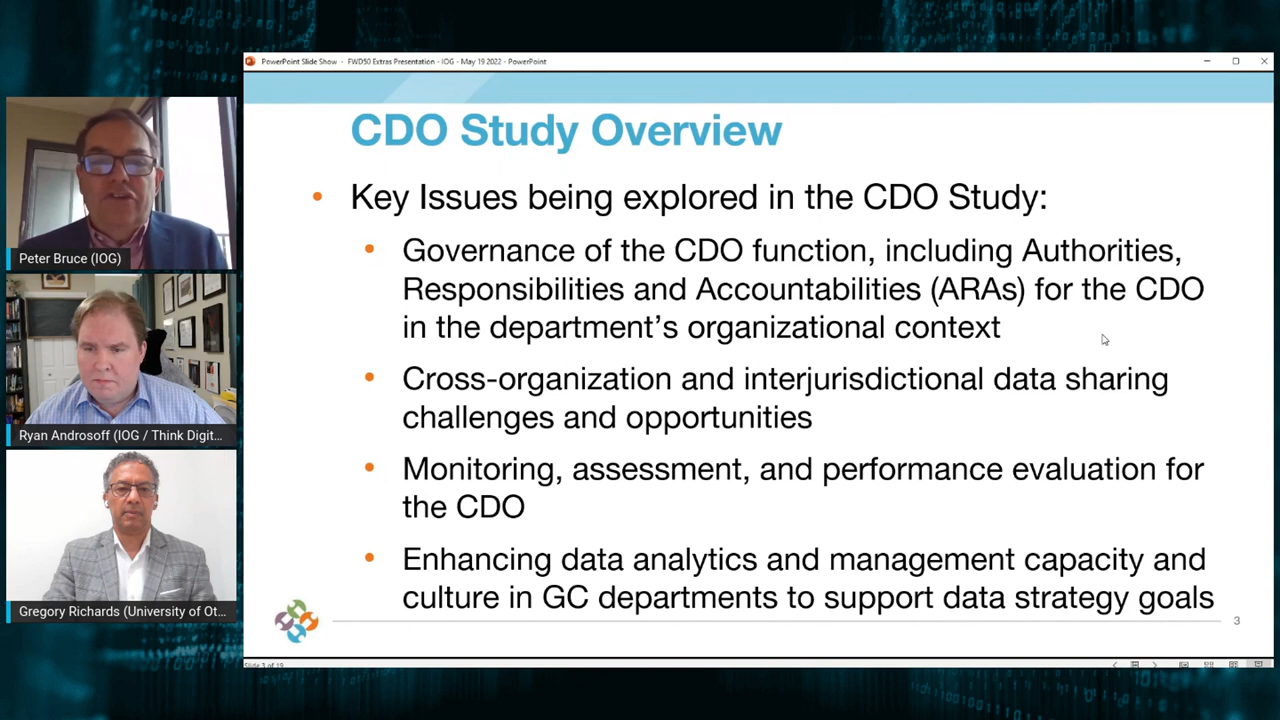 PowerPoint Slide Show - FWD50 Extras Presentation - IOG - May 19 2022 - PowerPoint
CDO Study Overview
• Key Issues being explored in the CDO Study:
• Governance of the CDO function, including Authorities,
Responsibilities and Accountabilities (ARAs) for the CDO
in the department’s organizational context
• Cross-organization and interjurisdictional data sharing
challenges and opportunities
• Monitoring, assessment, and performance evaluation for
the CDO
• Enhancing data analytics and management capacity and
culture in GC departments to support data strategy goals
3
Slide 3 of 19
Peter Bruce (IOG)
Ryan Androsoff (IOG / Think Digit...
Gregory Richards (University of Ot...